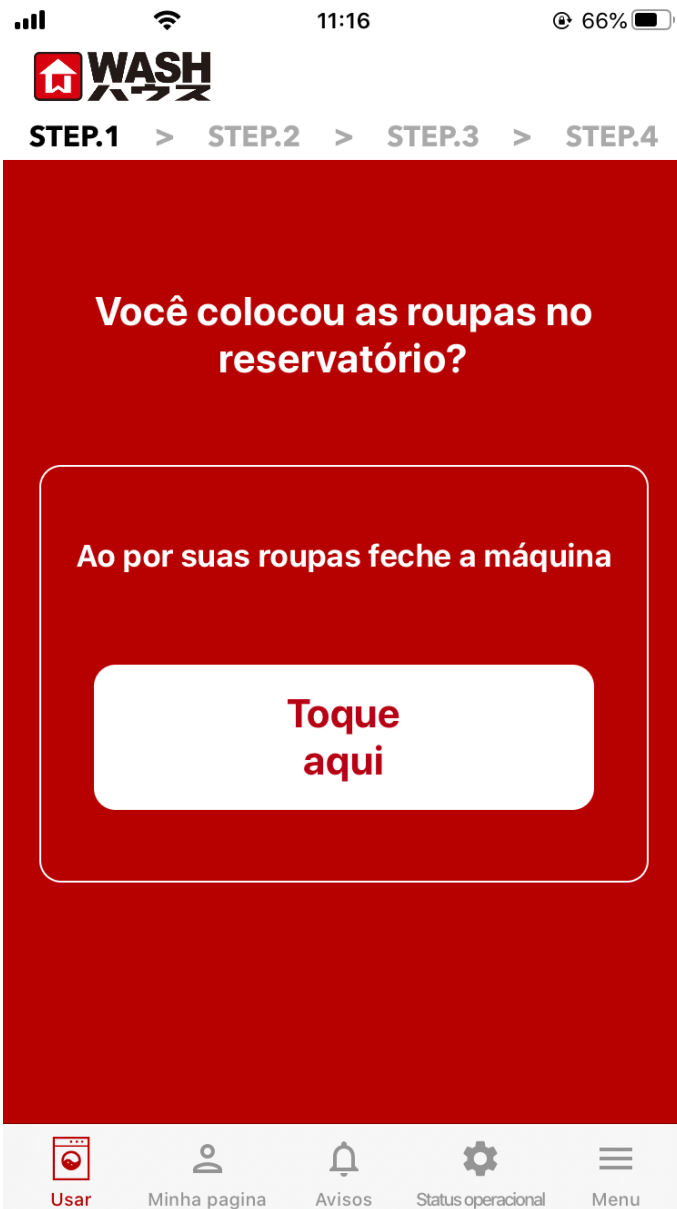 11:16
66%
WASH
ハウス
STEP.1 > STEP.2 > STEP.3 > STEP.4
Você colocou as roupas no
reservatório?
Ao por suas roupas feche a máquina
Toque
aqui
Usar Minha pagina Avisos Status operacional Menu